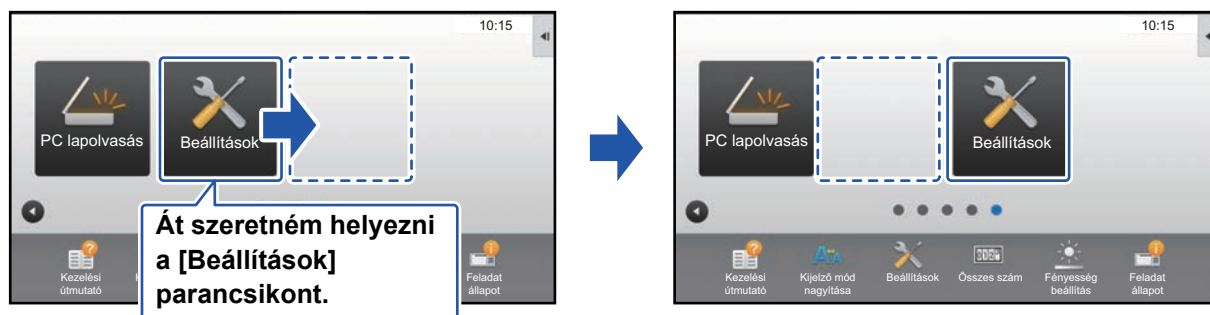 10:15
PC lapolvasás
Beállítások
Át szeretném helyezni
a [Beállítások]
parancsikont.
Kezelési
útmutató
Feladat
állapot
10:15
PC lapolvasás
Beállítások
Kezelési
útmutató
Kijelző mód
nagyítása
Beállítások
Összes szám
Fényesség
beállítás
Feladat
állapot